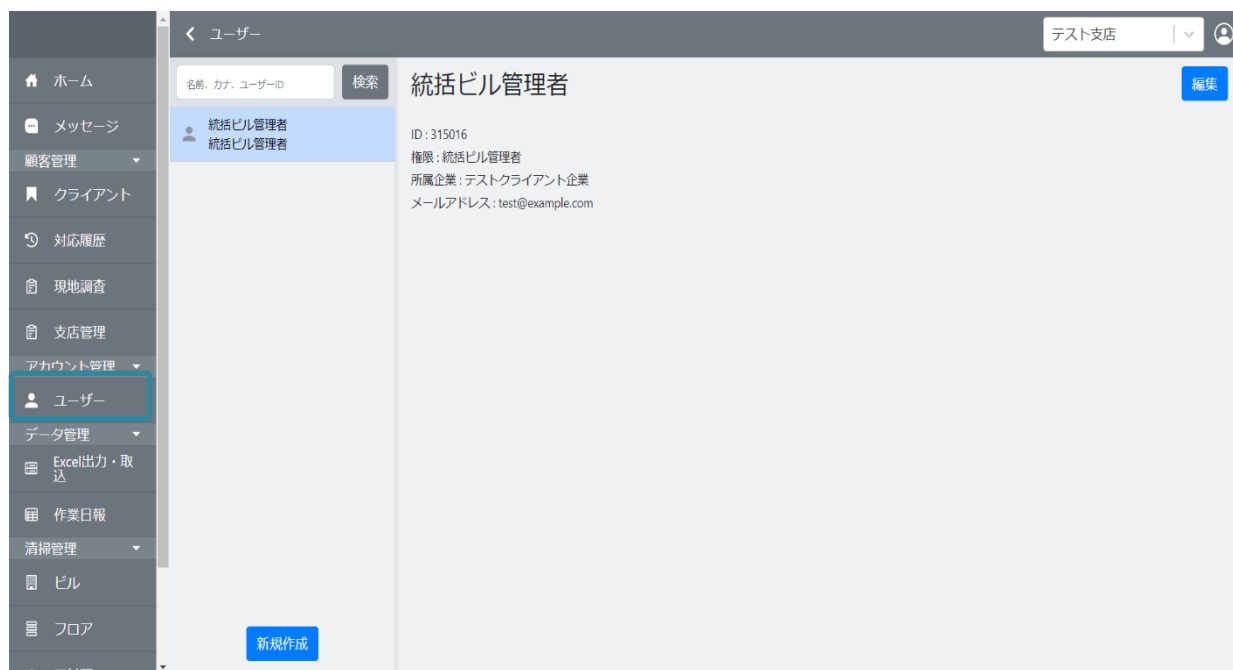 ユーザー
テスト支店
ホーム
メッセージ
顧客管理
クライアント
対応履歴
現地調査
支店管理
アカウント管理
ユーザー
データ管理
Excel出力・取
込
作業日報
清掃管理
ビル
フロア
名前、カナ、ユーザーID
検索
統括ビル管理者
統括ビル管理者
新規作成
統括ビル管理者
編集
ID : 315016
権限 : 統括ビル管理者
所属企業 : テストクライアント企業
メールアドレス : test@example.com